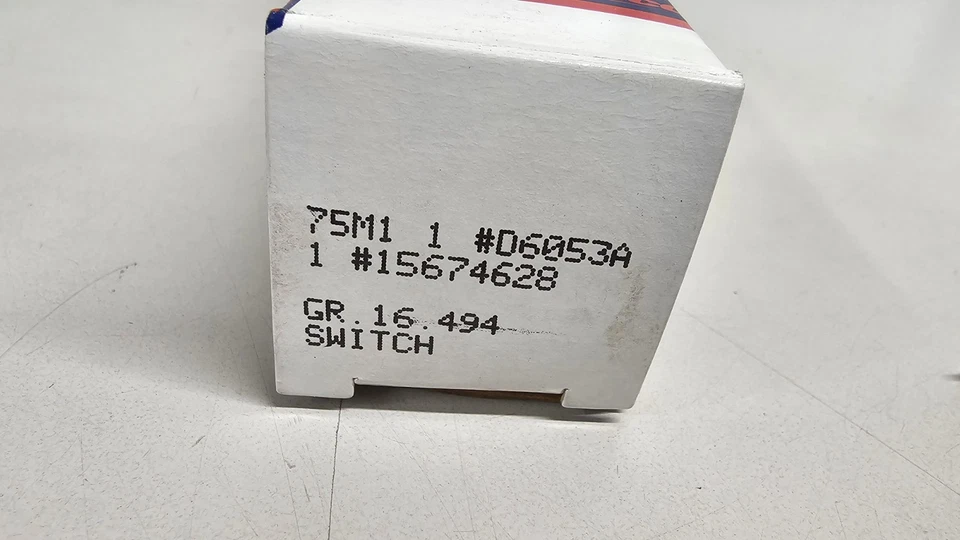 75M1 1 #D6053A
1 #15674628
GR.16.494
SWITCH